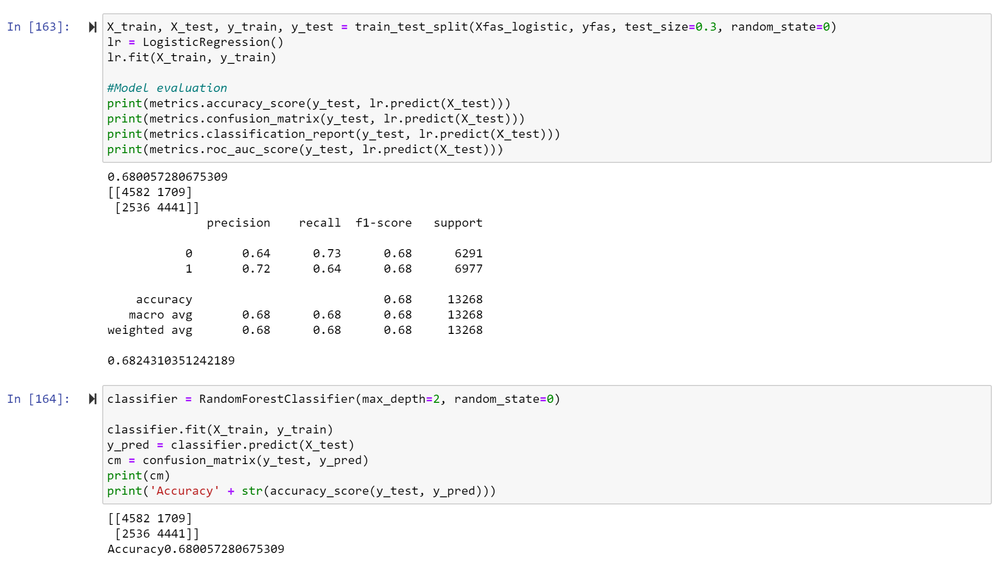 In [163]:
X_train, X_test, y_train, y_test = train_test_split(Xfas_logistic, yfas, test_size=0.3, random_state=0)
lr = LogisticRegression()
lr.fit(X_train, y_train)
#Model evaluation
print(metrics.accuracy_score(y_test, lr.predict(X_test)))
print(metrics.confusion_matrix(y_test, lr.predict(X_test)))
print(metrics.classification_report(y_test, lr.predict(X_test)))
print(metrics.roc_auc_score(y_test, lr.predict(X_test)))
0.680057280675309
[[4582 1709]
 [2536 4441]]
              precision    recall  f1-score   support
           0       0.64      0.73      0.68      6291
           1       0.72      0.64      0.68      6977
    accuracy                           0.68     13268
   macro avg       0.68      0.68      0.68     13268
weighted avg       0.68      0.68      0.68     13268
0.6824310351242189
In [164]:
classifier = RandomForestClassifier(max_depth=2, random_state=0)
classifier.fit(X_train, y_train)
y_pred = classifier.predict(X_test)
cm = confusion_matrix(y_test, y_pred)
print(cm)
print('Accuracy' + str(accuracy_score(y_test, y_pred)))
[[4582 1709]
 [2536 4441]]
Accuracy0.680057280675309